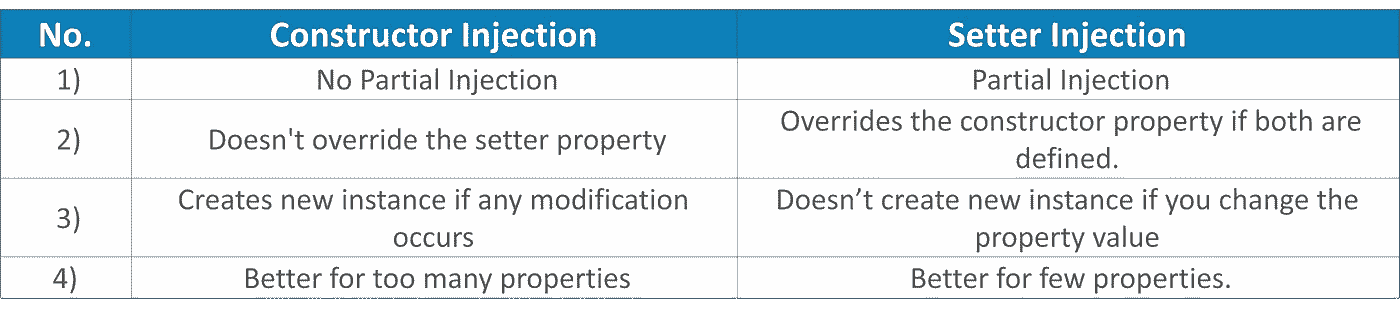 No. Constructor Injection Setter Injection
1) No Partial Injection Partial Injection
2) Doesn't override the setter property Overrides the constructor property if both are
defined.
3) Creates new instance if any modification
occurs Doesn’t create new instance if you change the
property value
4) Better for too many properties Better for few properties.